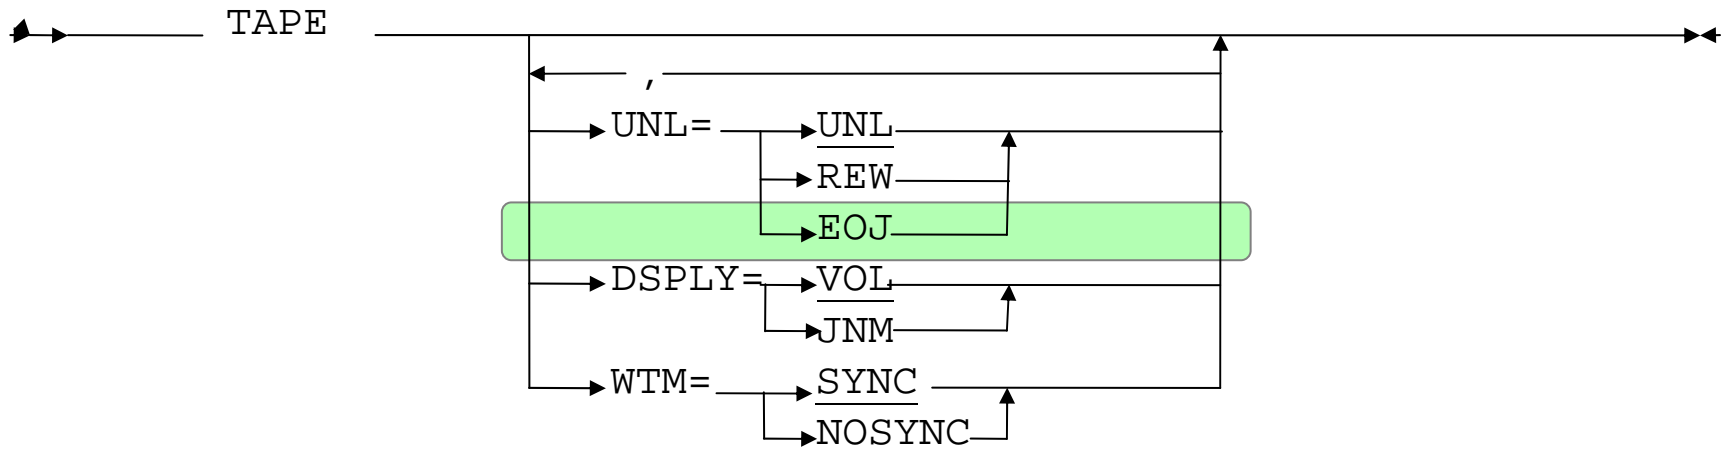 TAPE
,
UNL= UNL
REW
EOJ
DSPLY= VOL
JNM
WTM= SYNC
NOSYNC